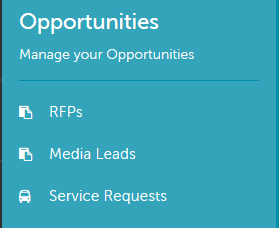 Opportunities
Manage your Opportunities
RFPs
Media Leads
Service Requests